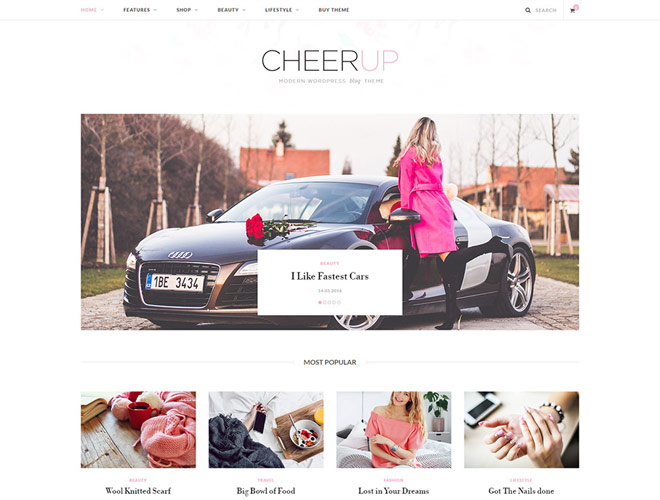 HOME FEATURES SHOP BEAUTY LIFESTYLE BUY THEME SEARCH
CHEERUP
MODERN WORDPRESS blog THEME
1BE 3434
BEAUTY
I Like Fastest Cars
14.05.2016
MOST POPULAR
BEAUTY TRAVEL FASHION LIFESTYLE
Wool Knitted Scarf Big Bowl of Food Lost in Your Dreams Got The Nails done